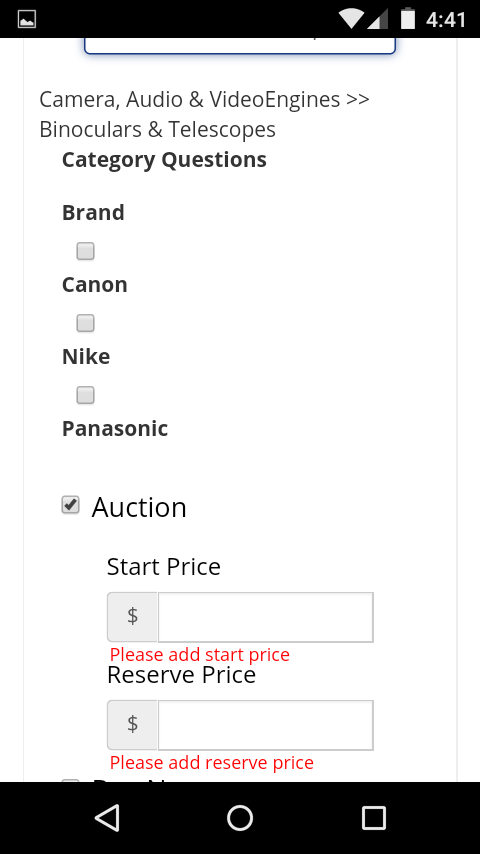 4:41
Camera, Audio & VideoEngines >>
Binoculars & Telescopes
Category Questions
Brand
Canon
Nike
Panasonic
Auction
Start Price
$
Please add start price
Reserve Price
$
Please add reserve price